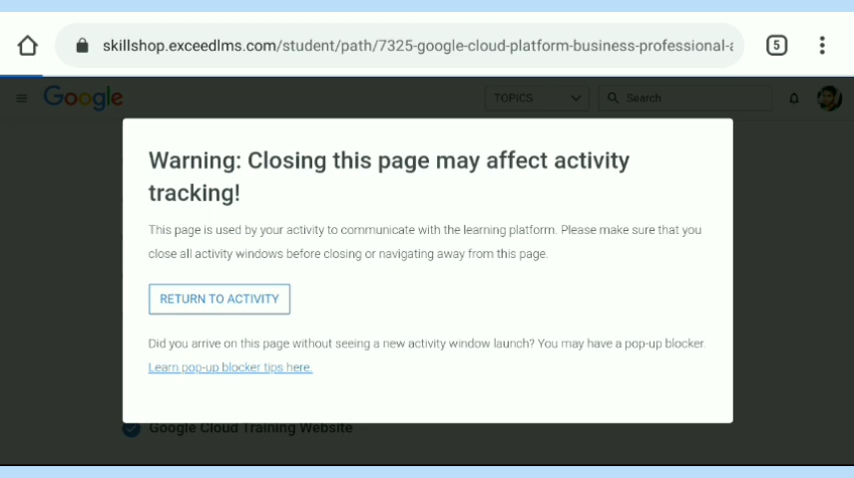 skillshop.exceedlms.com/student/path/7325-google-cloud-platform-business-professional-
5
Google
TOPICS
Search
Warning: Closing this page may affect activity
tracking!
This page is used by your activity to communicate with the learning platform. Please make sure that you
close all activity windows before closing or navigating away from this page.
RETURN TO ACTIVITY
Did you arrive on this page without seeing a new activity window launch? You may have a pop-up blocker.
Learn pop-up blocker tips here.
Google Cloud Training Website